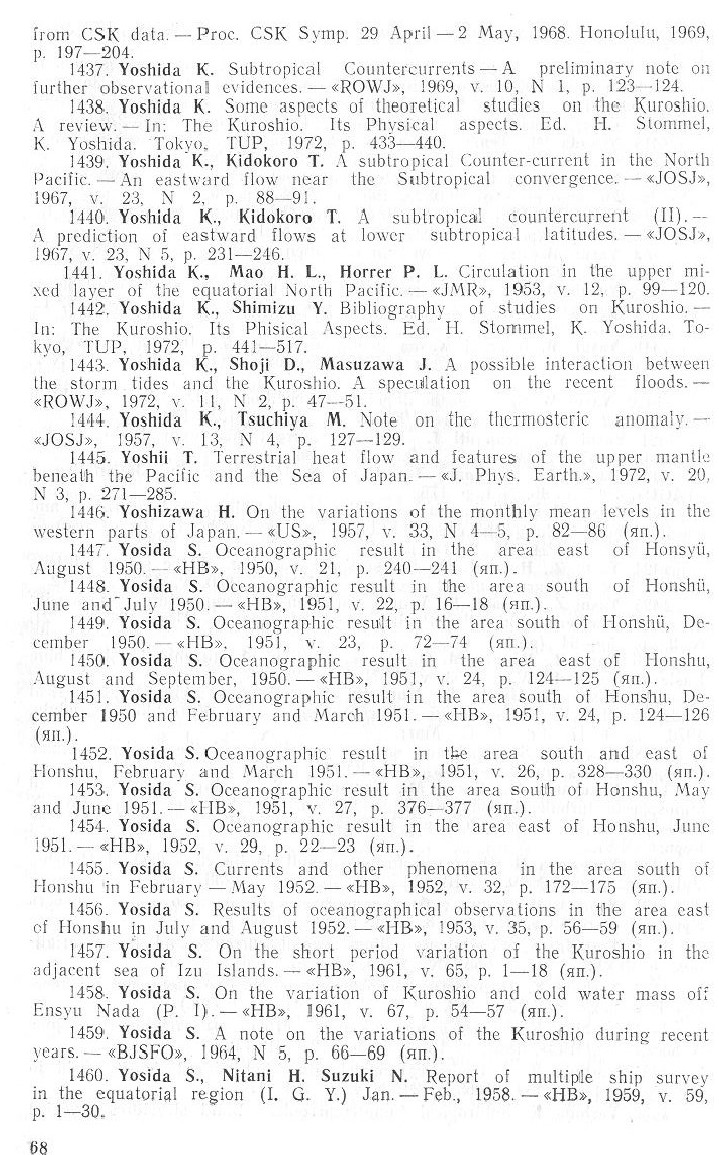 from CSK data. — Proc. CSK Symp. 29 April — 2 May, 1968. Honolulu, 1969,
p. 197—204.
1437. Yoshida K. Subtropical Countercurrents — A preliminary note on
further observational evidences. — «ROWJ», 1969, v. 10, N 1, p. 123—124.
1438. Yoshida K. Some aspects of theoretical studies on the Kuroshio.
A review. — In: The Kuroshio. Its Physical aspects. Ed. H. Stommel,
K. Yoshida. Tokyo, TUP, 1972, p. 433—440.
1439. Yoshida K., Kidokoro T. A subtropical Counter-current in the North
Pacific. — An eastward flow near the Subtropical convergence. — «JOSJ»,
1967, v. 23, N 2, p. 88—91.
1440. Yoshida K., Kidokoro T. A subtropical countercurrent (II). —
A prediction of eastward flows at lower subtropical latitudes. — «JOSJ»,
1967, v. 23, N 5, p. 231—246.
1441. Yoshida K., Mao H. L., Horrer P. L. Circulation in the upper mi-
xed layer of the equatorial North Pacific. — «JMR», 1953, v. 12, p. 99—120.
1442. Yoshida K., Shimizu Y. Bibliography of studies on Kuroshio. —
In: The Kuroshio. Its Phisical Aspects. Ed. H. Stommel, K. Yoshida. To-
kyo, TUP, 1972, p. 441—517.
1443. Yoshida K., Shoji D., Masuzawa J. A possible interaction between
the storm tides and the Kuroshio. A speculation on the recent floods. —
«ROWJ», 1972, v. 11, N 2, p. 47—51.
1444. Yoshida K., Tsuchiya M. Note on the thermosteric anomaly. —
«JOSJ», 1957, v. 13, N 4, p. 127—129.
1445. Yoshii T. Terrestrial heat flow and features of the upper mantle
beneath the Pacific and the Sea of Japan. — «J. Phys. Earth.», 1972, v. 20,
N 3, p. 271—285.
1446. Yoshizawa H. On the variations of the monthly mean levels in the
western parts of Japan. — «US», 1957, v. 33, N 4—5, p. 82—86 (яп.).
1447. Yosida S. Oceanographic result in the area east of Honsyü,
August 1950. — «HB», 1950, v. 21, p. 240—241 (яп.).
1448. Yosida S. Oceanographic result in the area south of Honshü,
June and July 1950. — «HB», 1951, v. 22, p. 16—18 (яп.).
1449. Yosida S. Oceanographic result in the area south of Honshü, De-
cember 1950. — «HB», 1951, v. 23, p. 72—74 (яп.).
1450. Yosida S. Oceanographic result in the area east of Honshu,
August and September, 1950. — «HB», 1951, v. 24, p. 124—125 (яп.).
1451. Yosida S. Oceanographic result in the area south of Honshu, De-
cember 1950 and February and March 1951. — «HB», 1951, v. 24, p. 124—126
(яп.).
1452. Yosida S. Oceanographic result in the area south and east of
Honshu, February and March 1951. — «HB», 1951, v. 26, p. 328—330 (яп.).
1453. Yosida S. Oceanographic result in the area south of Honshu, May
and June 1951. — «HB», 1951, v. 27, p. 376—377 (яп.).
1454. Yosida S. Oceanographic result in the area east of Honshu, June
1951. — «HB», 1952, v. 29, p. 22—23 (яп.).
1455. Yosida S. Currents and other phenomena in the area south of
Honshu in February — May 1952. — «HB», 1952, v. 32, p. 172—175 (яп.).
1456. Yosida S. Results of oceanographical observations in the area east
of Honshu in July and August 1952. — «HB», 1953, v. 35, p. 56—59 (яп.).
1457. Yosida S. On the short period variation of the Kuroshio in the
adjacent sea of Izu Islands. — «HB», 1961, v. 65, p. 1—18 (яп.).
1458. Yosida S. On the variation of Kuroshio and cold water mass off
Ensyu Nada (P. I). — «HB», 1961, v. 67, p. 54—57 (яп.).
1459. Yosida S. A note on the variations of the Kuroshio during recent
years. — «BJSFO», 1964, N 5, p. 66—69 (яп.).
1460. Yosida S., Nitani H. Suzuki N. Report of multiple ship survey
in the equatorial region (I. G. Y.) Jan. — Feb., 1958. — «HB», 1959, v. 59,
p. 1—30.
68